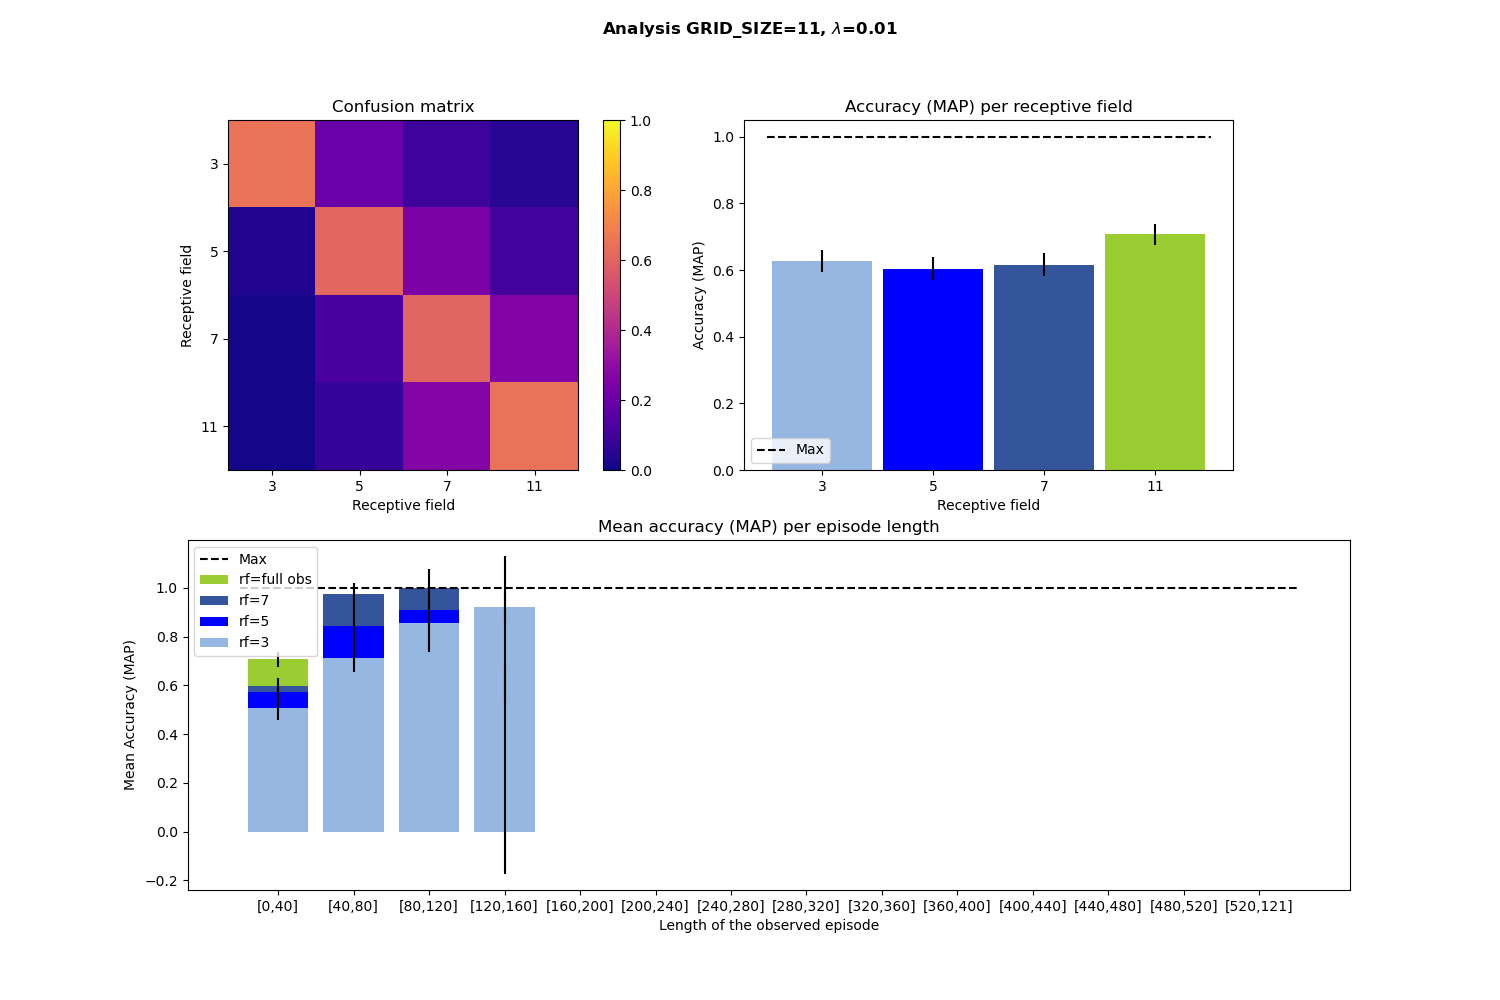 Analysis GRID_SIZE=11, λ=0.01
Confusion matrix
3
5
7
11
Receptive field
3 5 7 11
Receptive field
1.0
0.8
0.6
0.4
0.2
0.0
Accuracy (MAP) per receptive field
1.0
0.8
0.6
0.4
0.2
0.0
Accuracy (MAP)
Max
3 5 7 11
Receptive field
Mean accuracy (MAP) per episode length
Max
rf=full obs
rf=7
rf=5
rf=3
1.0
0.8
0.6
0.4
0.2
0.0
−0.2
Mean Accuracy (MAP)
[0,40] [40,80] [80,120] [120,160] [160,200] [200,240] [240,280] [280,320] [320,360] [360,400] [400,440] [440,480] [480,520] [520,121]
Length of the observed episode